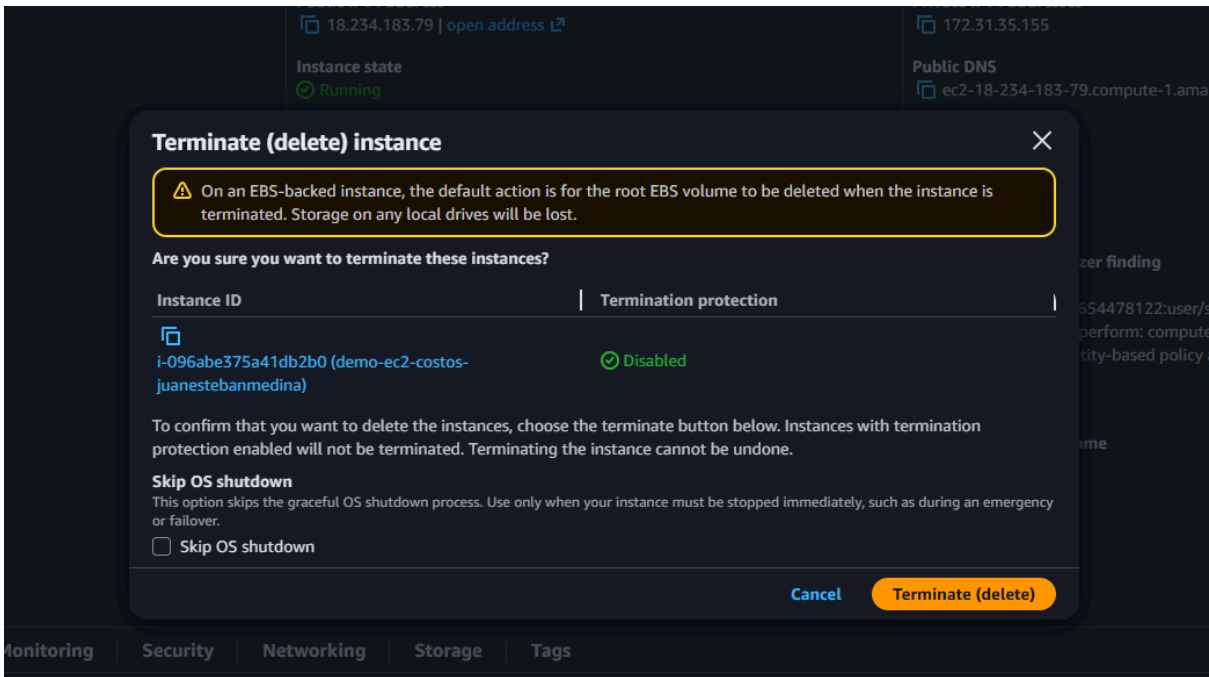 18.234.183.79 | open address
172.31.35.155
Instance state
Public DNS
Running
ec2-18-234-183-79.compute-1.ama
Terminate (delete) instance
On an EBS-backed instance, the default action is for the root EBS volume to be deleted when the instance is
terminated. Storage on any local drives will be lost.
Are you sure you want to terminate these instances?
zer finding
Instance ID
Termination protection
654478122:user/s
perform: compute
i-096abe375a41db2b0 (demo-ec2-costos-
juanestebanmedina)
Disabled
tity-based policy
To confirm that you want to delete the instances, choose the terminate button below. Instances with termination
protection enabled will not be terminated. Terminating the instance cannot be undone.
ame
Skip OS shutdown
This option skips the graceful OS shutdown process. Use only when your instance must be stopped immediately, such as during an emergency
or failover.
Skip OS shutdown
Cancel
Terminate (delete)
Monitoring
Security
Networking
Storage
Tags